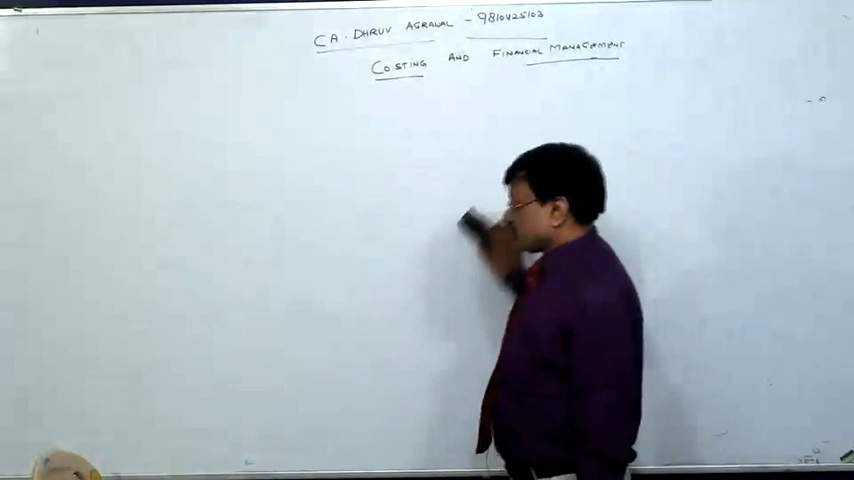 CA. DHRUV AGRAWAL - 9810425103
COSTING AND FINANCIAL MANAGEMENT